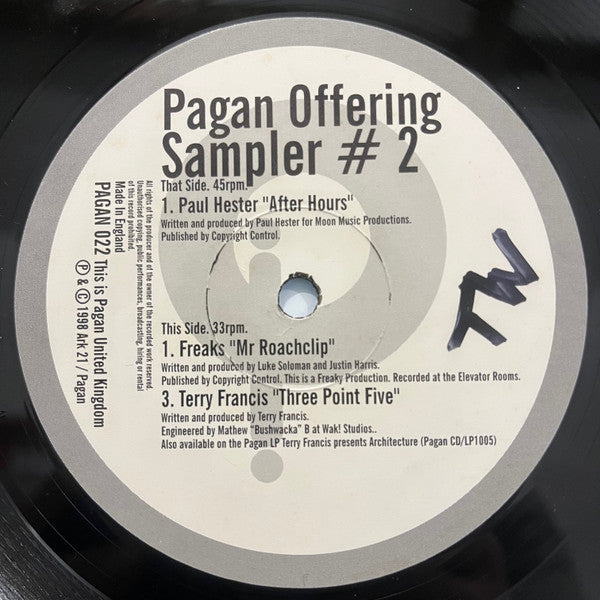 Pagan Offering
Sampler # 2
That Side. 45rpm.
1. Paul Hester "After Hours"
Written and produced by Paul Hester for Moon Music Productions.
Published by Copyright Control.
This Side. 33rpm.
1. Freaks "Mr Roachclip"
Written and produced by Luke Soloman and Justin Harris.
Published by Copyright Control. This is a Freaky Production. Recorded at the Elevator Rooms.
3. Terry Francis "Three Point Five"
Written and produced by Terry Francis.
Engineered by Mathew "Bushwacka" B at Wak! Studios..
Also available on the Pagan LP Terry Francis presents Architecture (Pagan CD/LP1005)
All rights of the producer and of the owner of the recorded work reserved.
Unauthorised copying, public performances, broadcasting, hiring or rental
of this record prohibited.
Made In England
PAGAN 022 This is Pagan United Kingdom
℗ & © 1998 Ark 21 / Pagan
TW